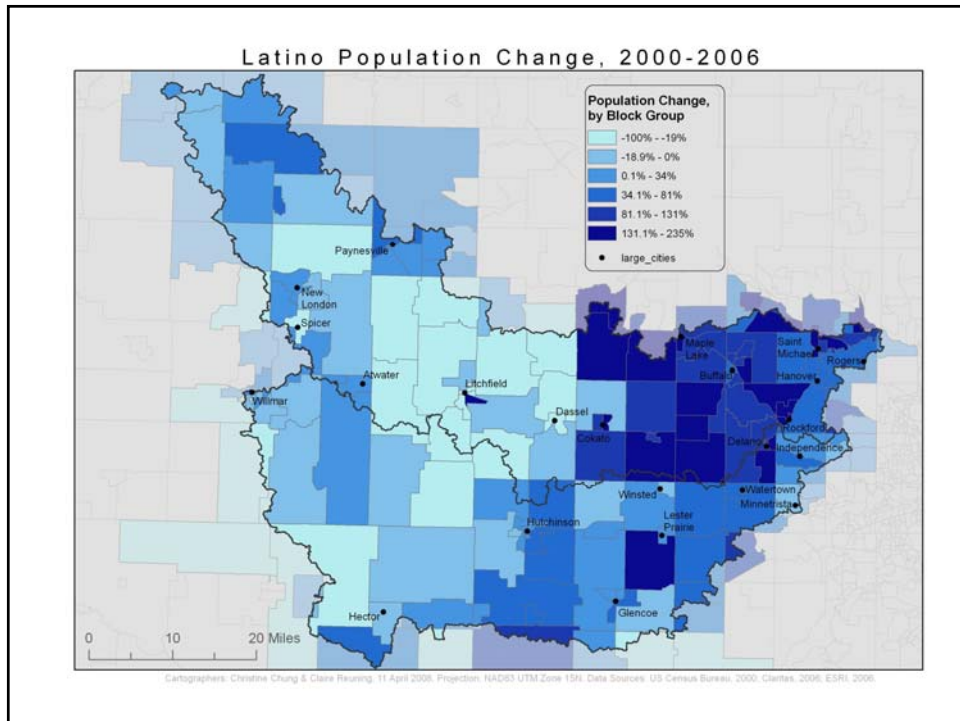 Latino Population Change, 2000-2006
Population Change,
by Block Group
-100% - -19%
-18.9% - 0%
0.1% - 34%
34.1% - 81%
81.1% - 131%
131.1% - 235%
large_cities
Paynesville
New
London
Spicer
Maple
Lake
Saint
Michael
Rogers
Buffalo
Hanover
Atwater
Litchfield
Willmar
Dassel
Cokato
Rockford
Delano
Independence
Winsted
Watertown
Minnetrista
Hutchinson
Lester
Prairie
Hector
Glencoe
0 10 20 Miles
Cartographers: Christine Chung & Claire Reuning, 11 April 2008. Projection: NAD83 UTM Zone 15N. Data Sources: US Census Bureau, 2000; Claritas, 2006; ESRI, 2006.